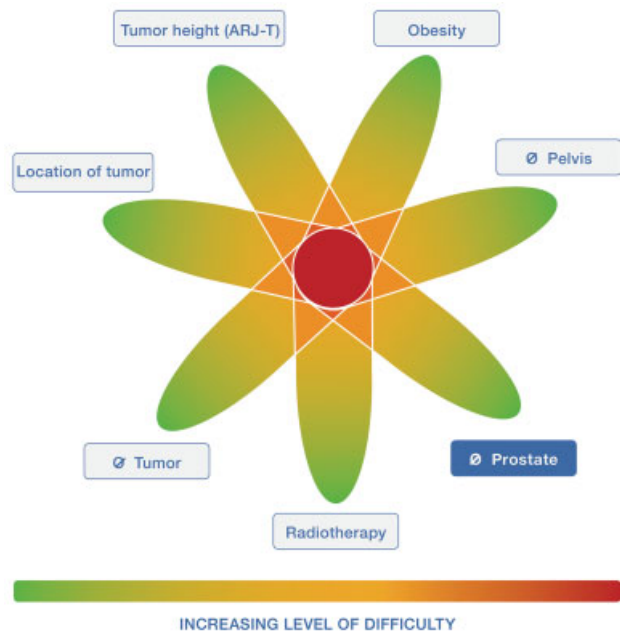 Tumor height (ARJ-T)
Obesity
Ø Pelvis
Location of tumor
Ø Tumor
Ø Prostate
Radiotherapy
INCREASING LEVEL OF DIFFICULTY